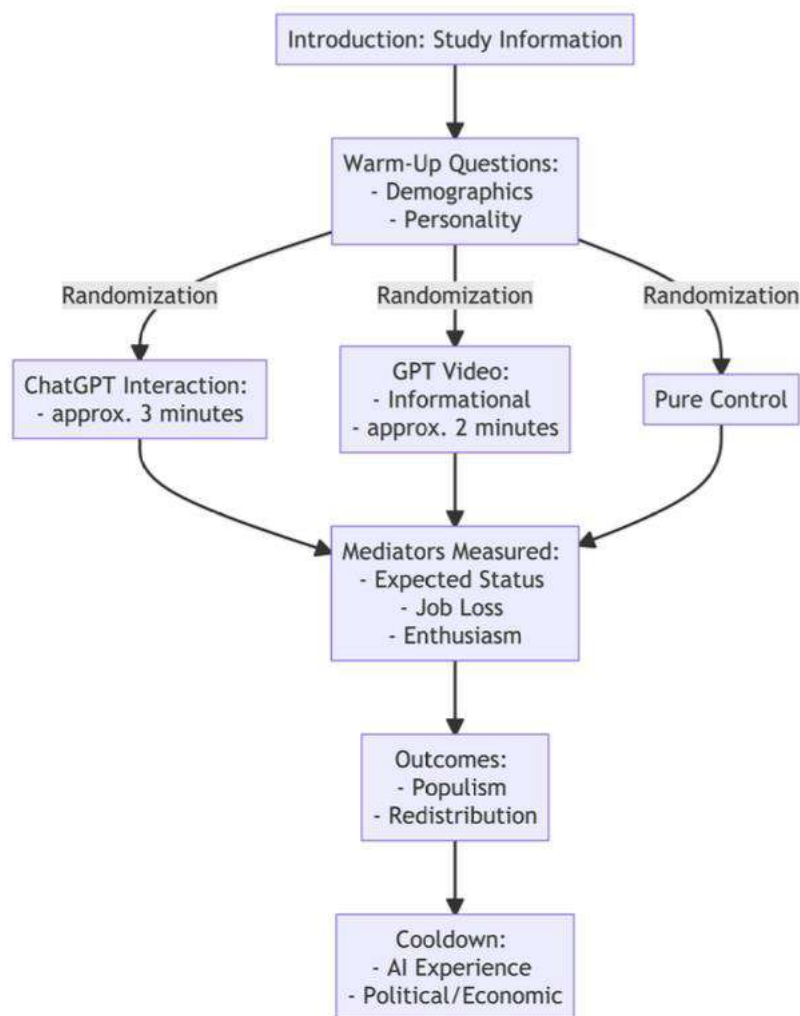 Introduction: Study Information
Warm-Up Questions:
- Demographics
- Personality
Randomization
Randomization
Randomization
ChatGPT Interaction:
- approx. 3 minutes
GPT Video:
- Informational
- approx. 2 minutes
Pure Control
Mediators Measured:
- Expected Status
- Job Loss
- Enthusiasm
Outcomes:
- Populism
- Redistribution
Cooldown:
- AI Experience
- Political/Economic